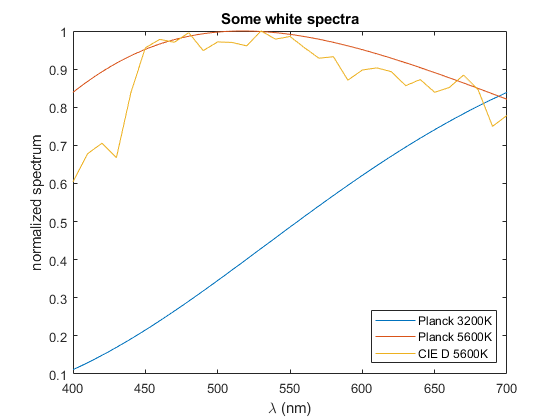 Some white spectra
normalized spectrum
1
0.9
0.8
0.7
0.6
0.5
0.4
0.3
0.2
0.1
400
450
500
550
600
650
700
λ (nm)
Planck 3200K
Planck 5600K
CIE D 5600K